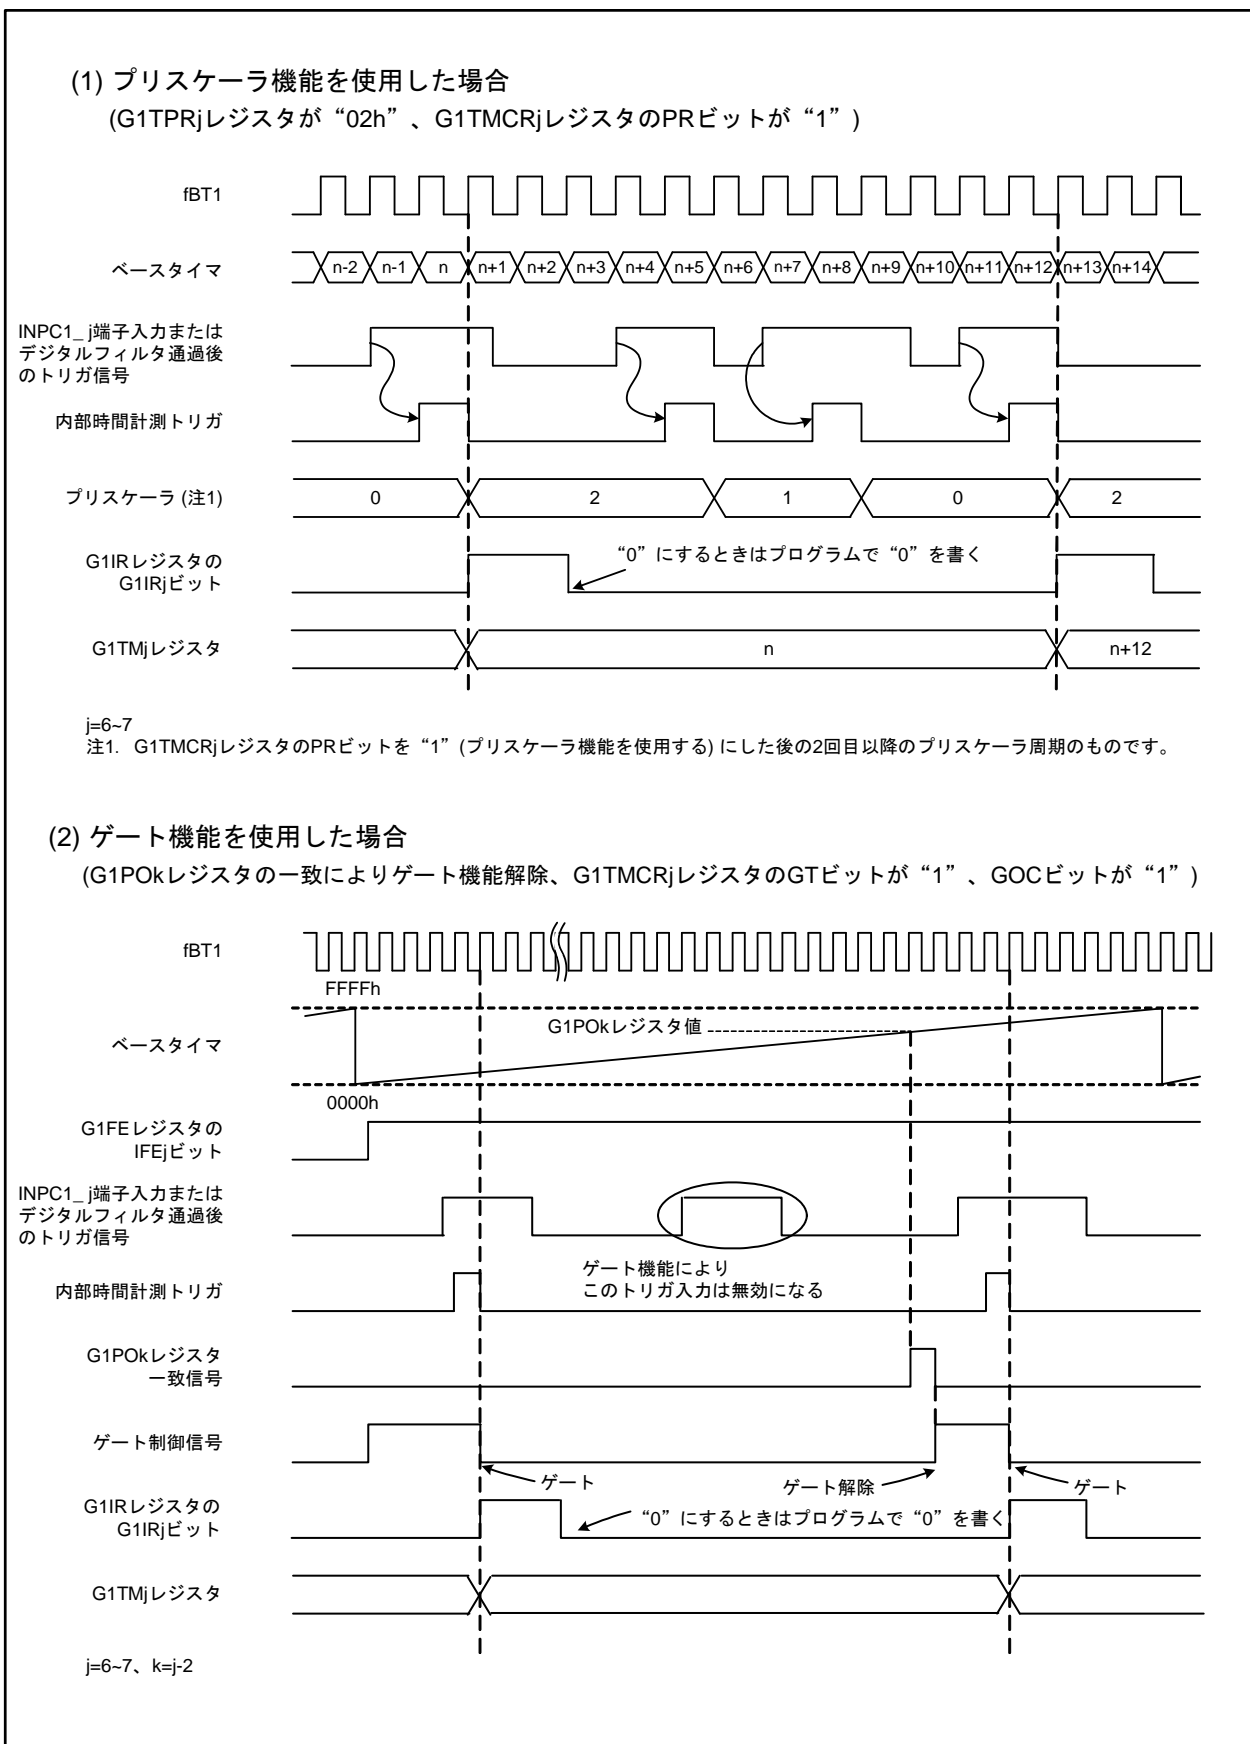 (1) プリスケーラ機能を使用した場合
(G1TPRjレジスタが“02h”、G1TMCRjレジスタのPRビットが“1”)
fBT1
ベースタイマ
n-2 n-1 n n+1 n+2 n+3 n+4 n+5 n+6 n+7 n+8 n+9 n+10 n+11 n+12 n+13 n+14
INPC1_j端子入力または
デジタルフィルタ通過後
のトリガ信号
内部時間計測トリガ
プリスケーラ (注1)
0 2 1 0 2
G1IRレジスタの
G1IRjビット
“0”にするときはプログラムで“0”を書く
G1TMjレジスタ
n n+12
j=6~7
注1. G1TMCRjレジスタのPRビットを“1”(プリスケーラ機能を使用する) にした後の2回目以降のプリスケーラ周期のものです。
(2) ゲート機能を使用した場合
(G1POkレジスタの一致によりゲート機能解除、G1TMCRjレジスタのGTビットが“1”、GOCビットが“1”)
fBT1
FFFFh
G1POkレジスタ値
ベースタイマ
0000h
G1FEレジスタの
IFEjビット
INPC1_j端子入力または
デジタルフィルタ通過後
のトリガ信号
ゲート機能により
このトリガ入力は無効になる
内部時間計測トリガ
G1POkレジスタ
一致信号
ゲート制御信号
ゲート ゲート解除 ゲート
G1IRレジスタの
G1IRjビット
“0”にするときはプログラムで“0”を書く
G1TMjレジスタ
j=6~7、k=j-2